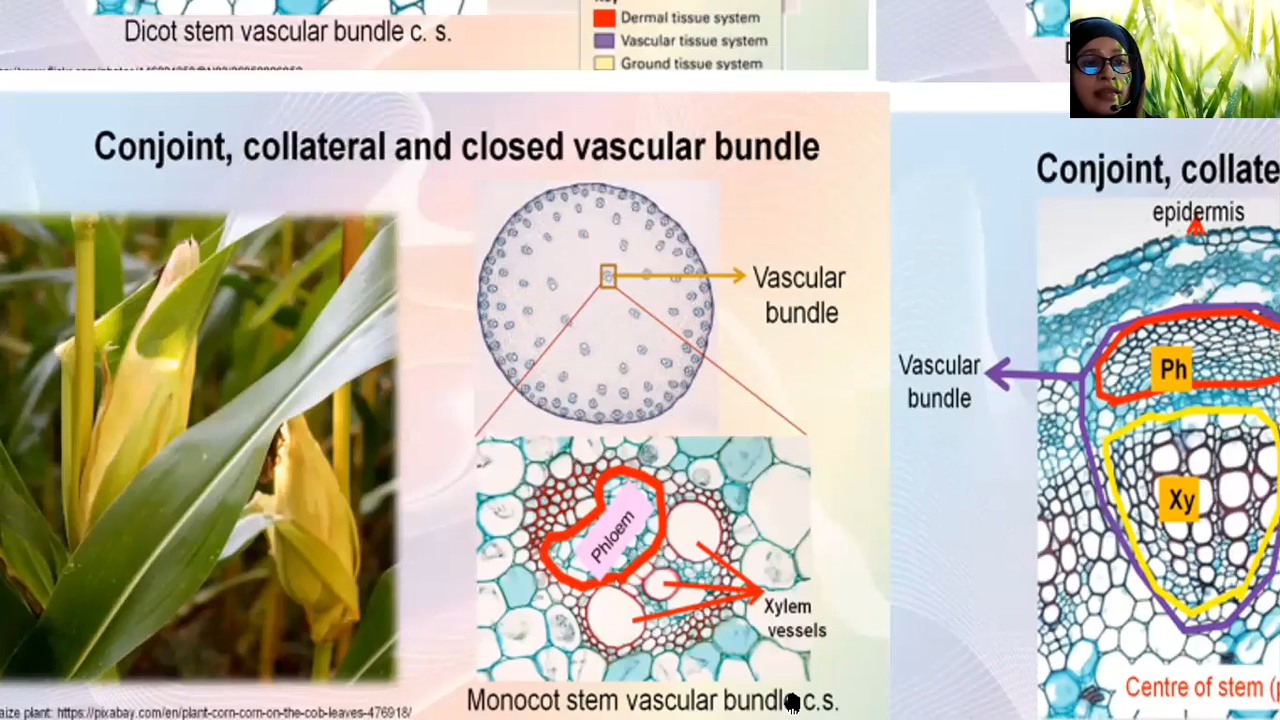 Dicot stem vascular bundle c. s.
Dermal tissue system
Vascular tissue system
Ground tissue system
Conjoint, collateral and closed vascular bundle
Vascular
bundle
Phloem
Xylem
vessels
Monocot stem vascular bundle c.s.
aize plant: https://pixabay.com/en/plant-corn-corn-on-the-cob-leaves-476918/
Conjoint, collate
epidermis
Vascular
bundle
Ph
Xy
Centre of stem (